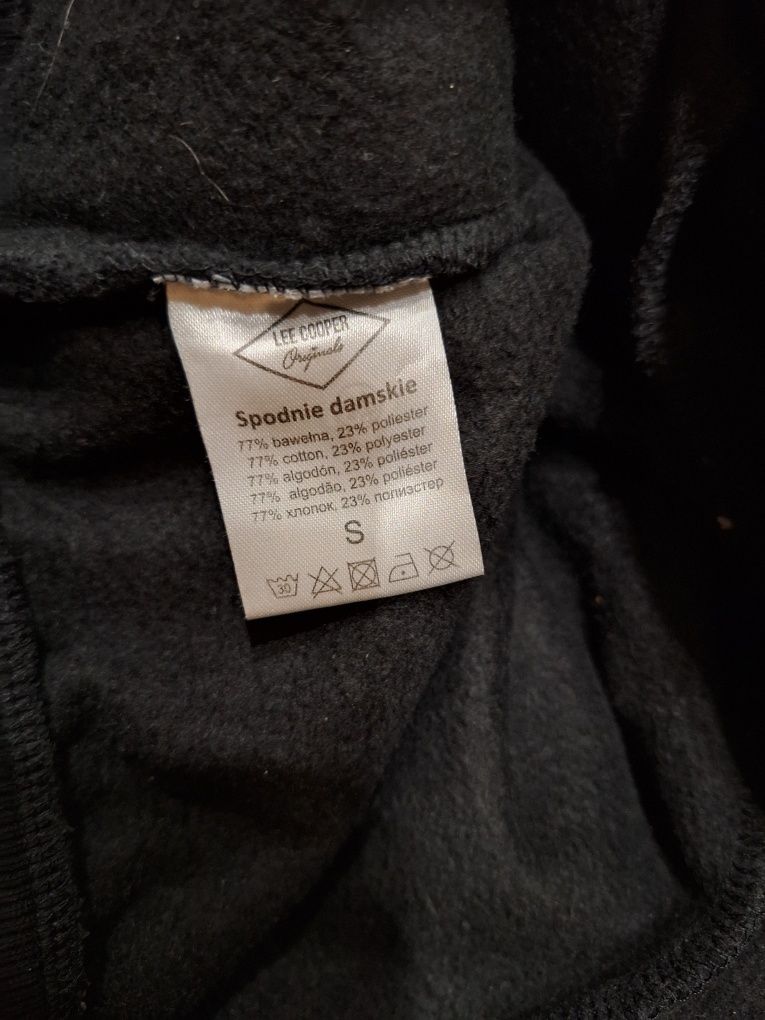 LEE COOPER
Originals
Spodnie damskie
77% bawełna, 23% poliester
77% cotton, 23% polyester
77% algodón, 23% poliéster
77% algodão, 23% poliéster
77% хлопок, 23% полиэстер
S
30